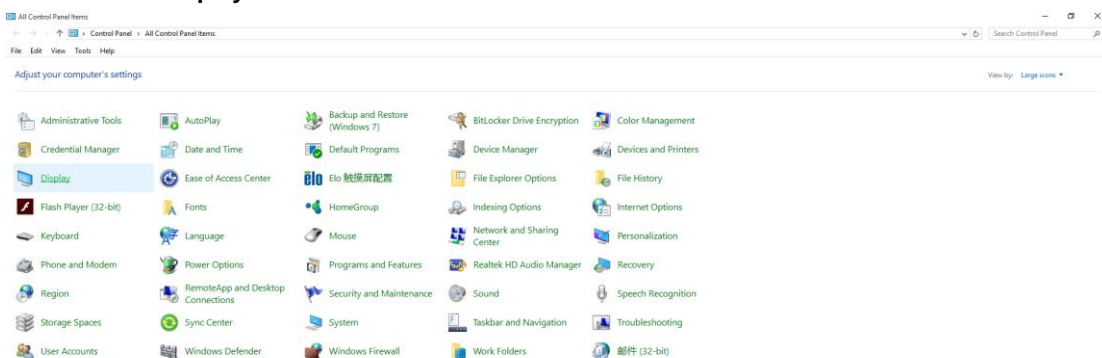 All Control Panel Items
Control Panel > All Control Panel Items
Search Control Panel
File Edit View Tools Help
Adjust your computer's settings
View by: Large icons
Administrative Tools
AutoPlay
Backup and Restore
(Windows 7)
BitLocker Drive Encryption
Color Management
Credential Manager
Date and Time
Default Programs
Device Manager
Devices and Printers
Display
Ease of Access Center
elo Elo 触摸屏配置
File Explorer Options
File History
Flash Player (32-bit)
Fonts
HomeGroup
Indexing Options
Internet Options
Keyboard
Language
Mouse
Network and Sharing
Center
Personalization
Phone and Modem
Power Options
Programs and Features
Realtek HD Audio Manager
Recovery
Region
RemoteApp and Desktop
Connections
Security and Maintenance
Sound
Speech Recognition
Storage Spaces
Sync Center
System
Taskbar and Navigation
Troubleshooting
User Accounts
Windows Defender
Windows Firewall
Work Folders
邮件 (32-bit)